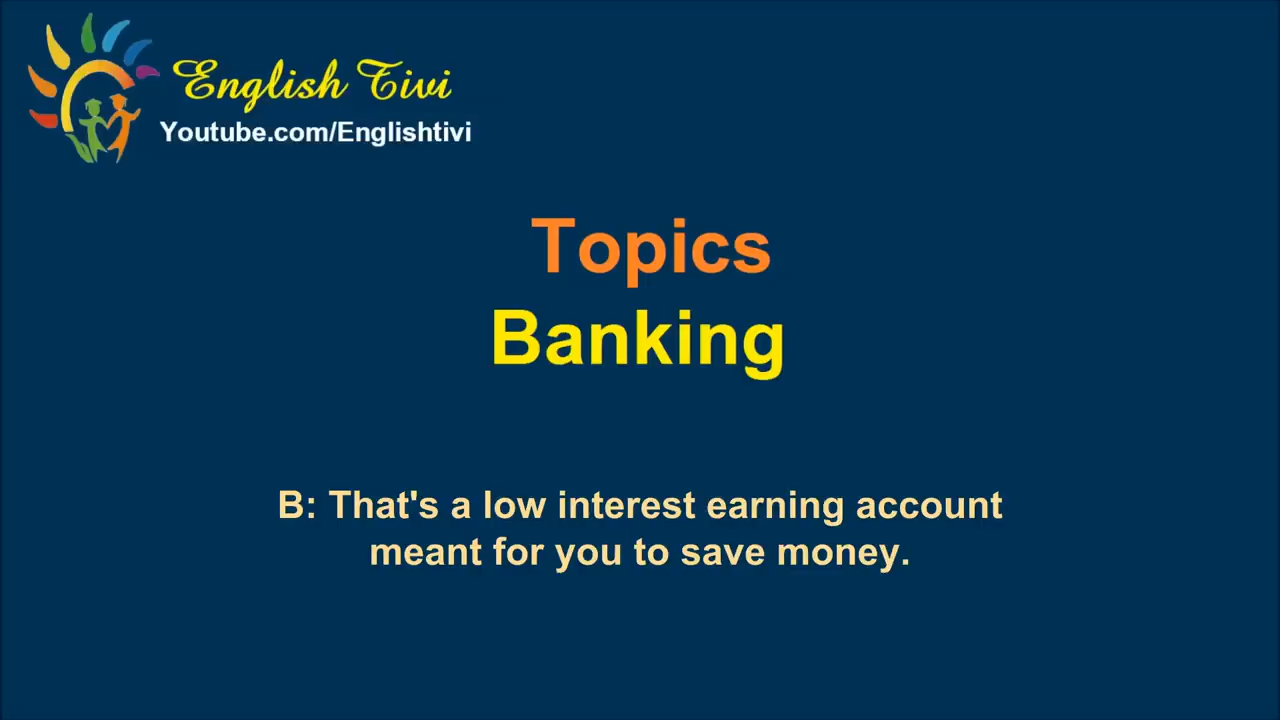 English Tivi
Youtube.com/Englishtivi
Topics
Banking
B: That's a low interest earning account
meant for you to save money.